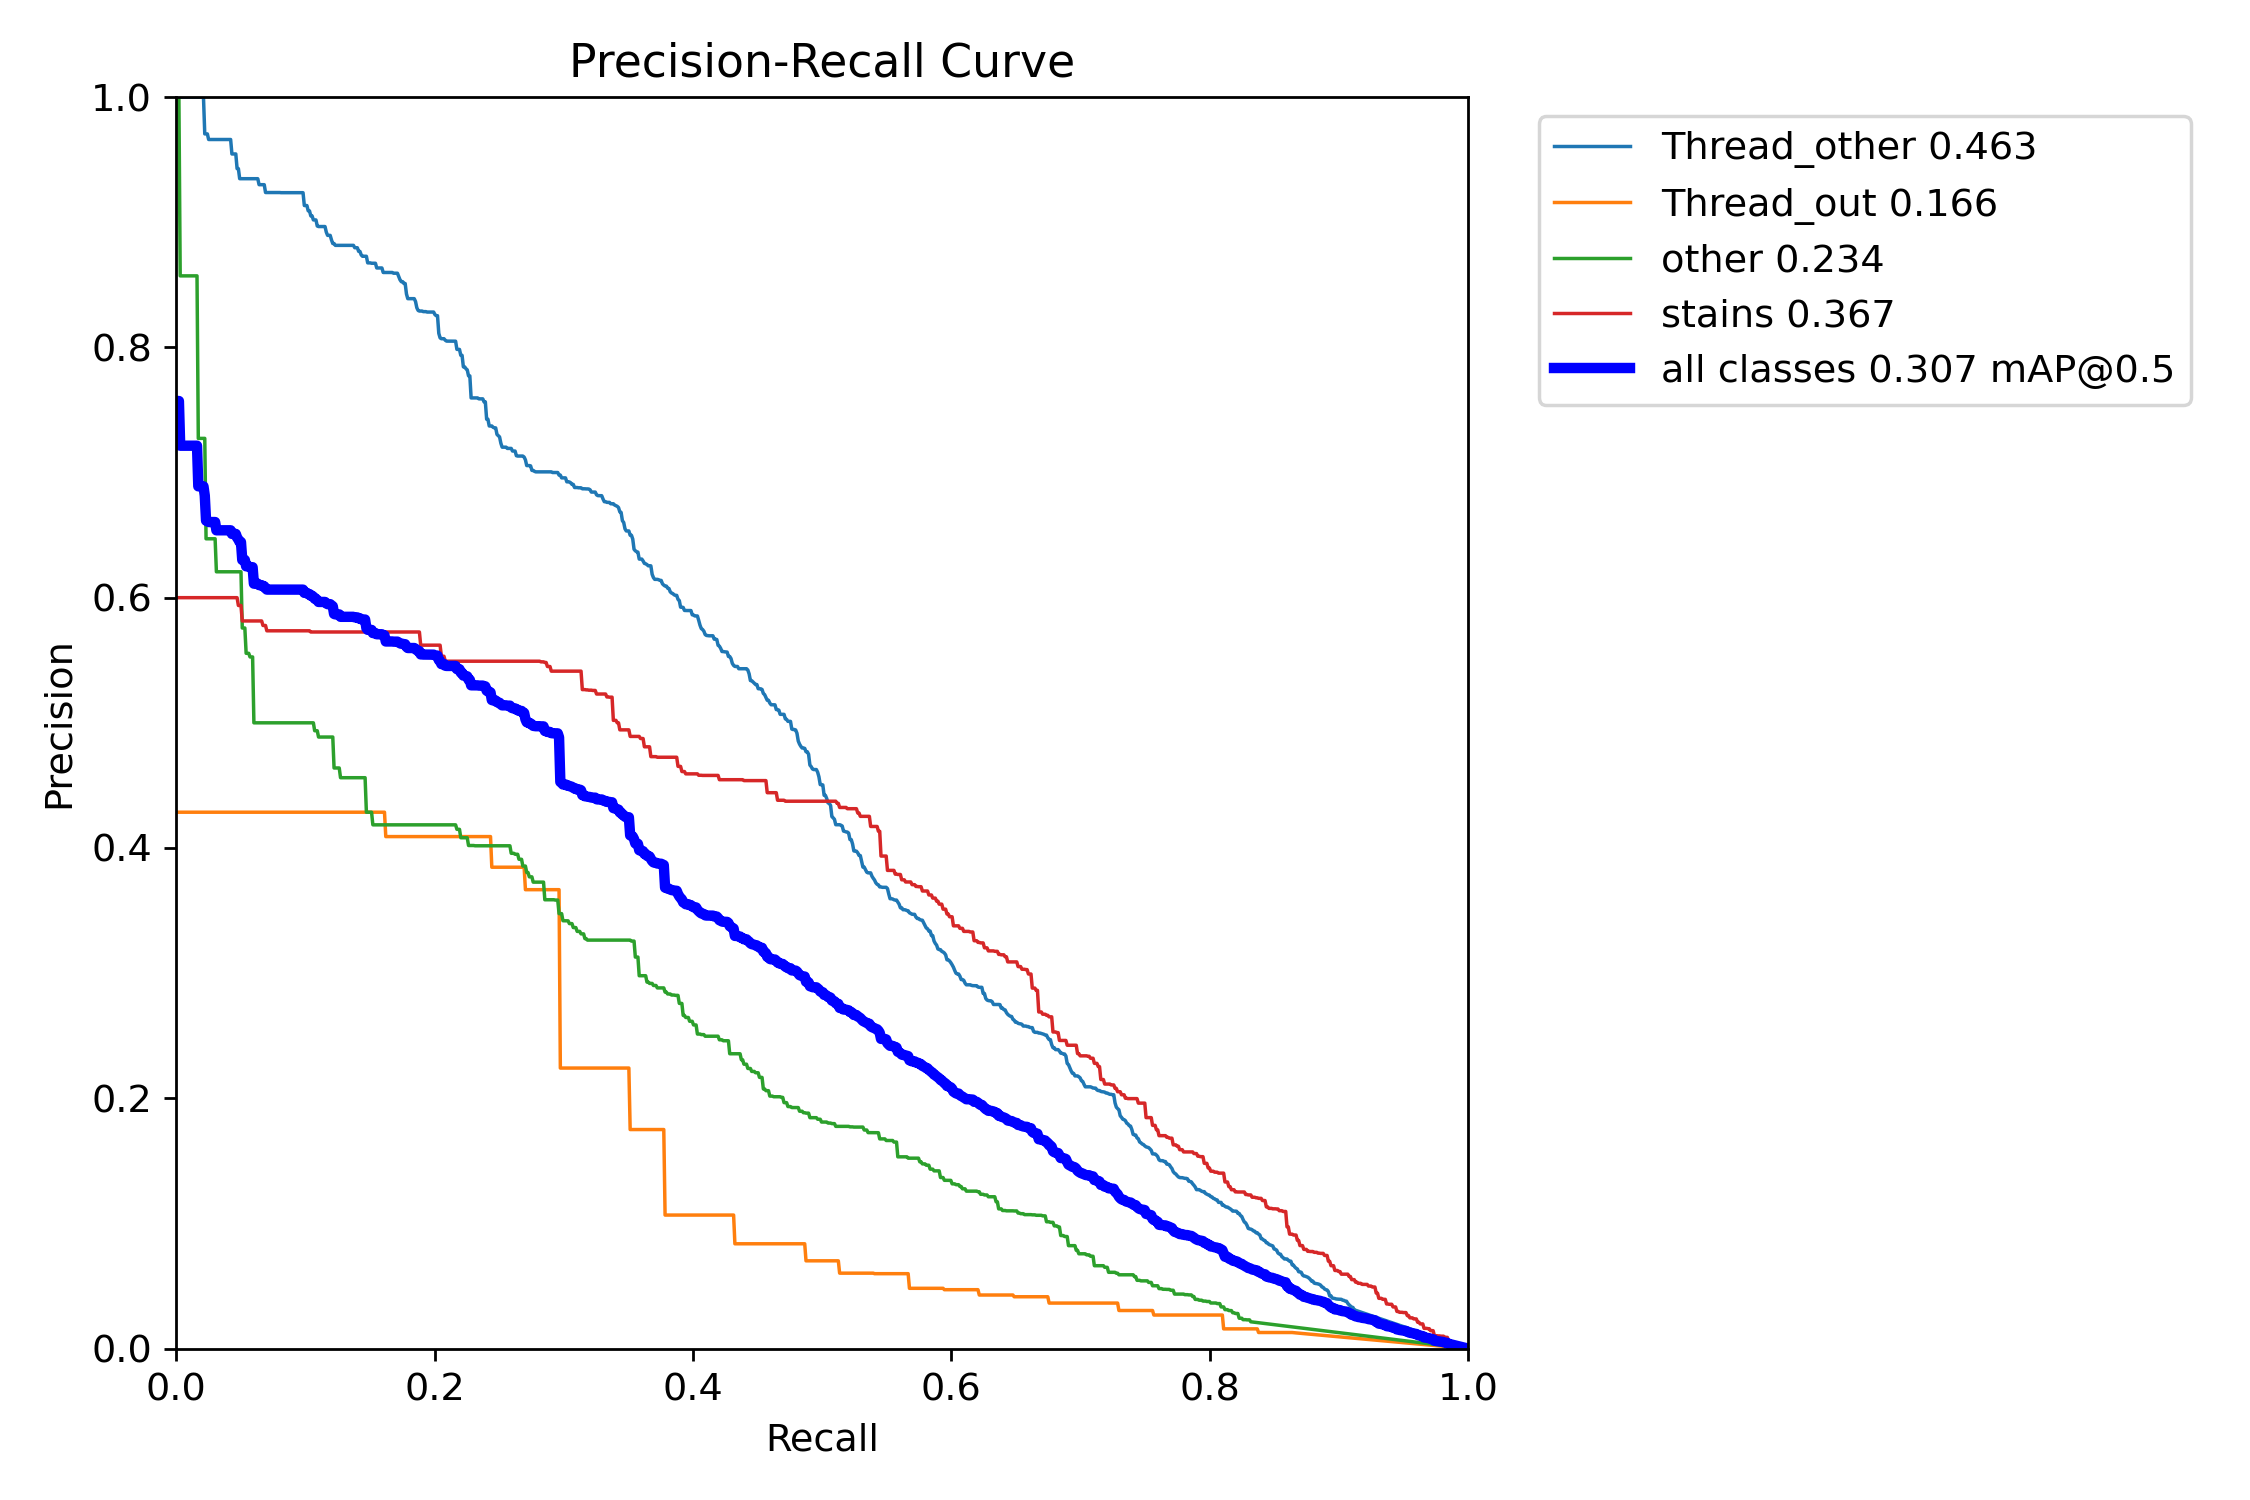 Precision-Recall Curve
1.0
0.8
0.6
0.4
0.2
0.0
Precision
0.0 0.2 0.4 0.6 0.8 1.0
Recall
Thread_other 0.463
Thread_out 0.166
other 0.234
stains 0.367
all classes 0.307 mAP@0.5